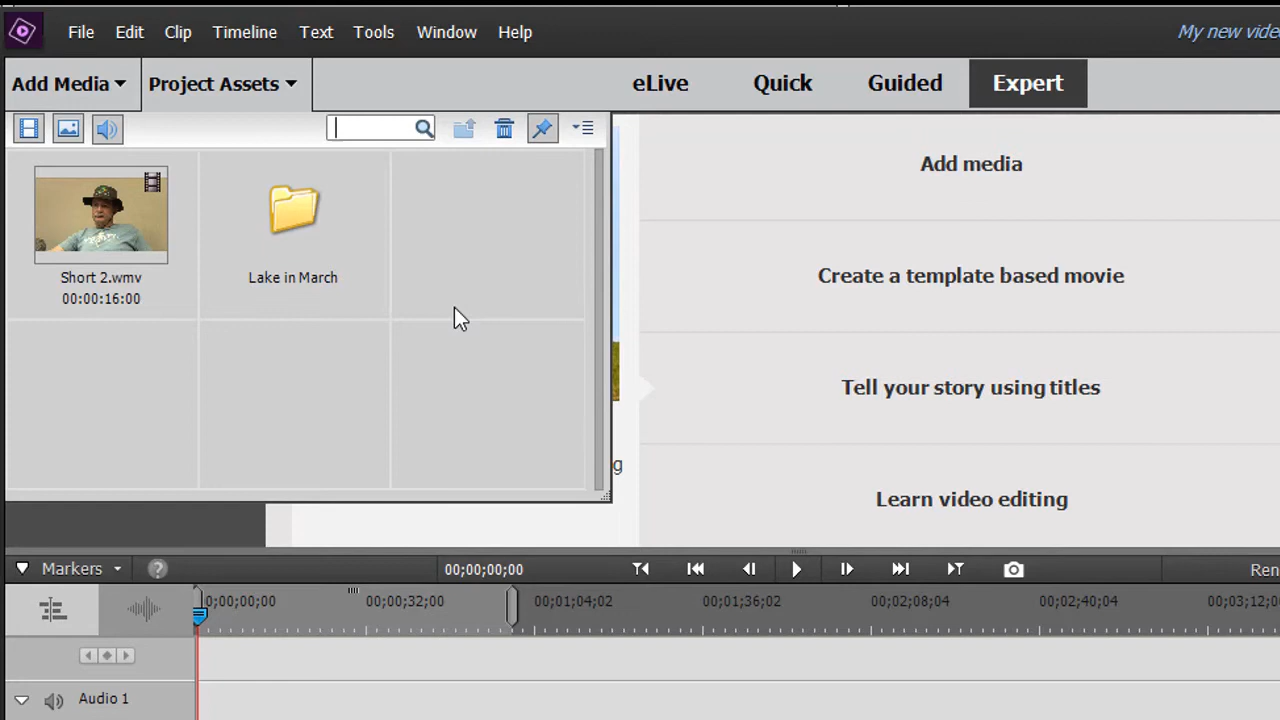 File Edit Clip Timeline Text Tools Window Help
My new vide
Add Media Project Assets
eLive Quick Guided Expert
Short 2.wmv
00:00:16:00
Lake in March
Add media
Create a template based movie
Tell your story using titles
Learn video editing
g
Markers
00;00;00;00
Ren
0;00;00;00 00;00;32;00 00;01;04;02 00;01;36;02 00;02;08;04 00;02;40;04 00;03;12;0
Audio 1